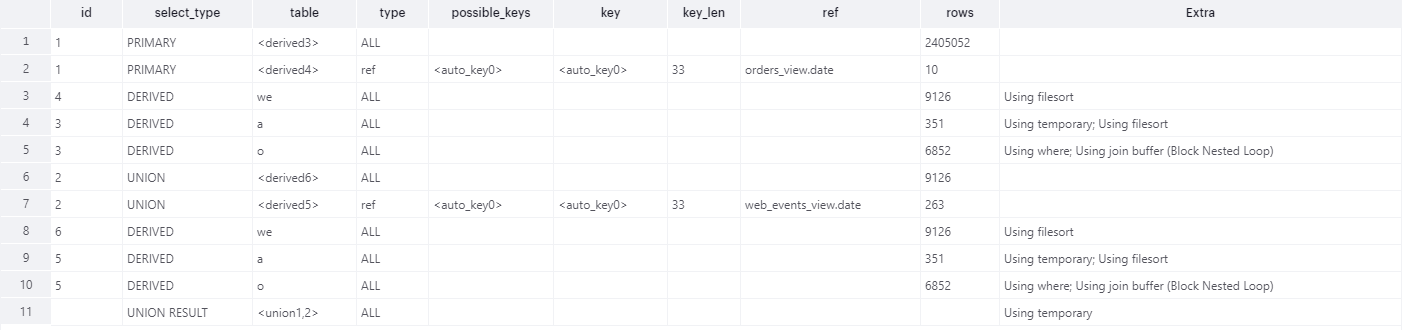 id select_type table type possible_keys key key_len ref rows Extra
1 1 PRIMARY <derived3> ALL 2405052
2 1 PRIMARY <derived4> ref <auto_key0> <auto_key0> 33 orders_view.date 10
3 4 DERIVED we ALL 9126 Using filesort
4 3 DERIVED a ALL 351 Using temporary; Using filesort
5 3 DERIVED o ALL 6852 Using where; Using join buffer (Block Nested Loop)
6 2 UNION <derived6> ALL 9126
7 2 UNION <derived5> ref <auto_key0> <auto_key0> 33 web_events_view.date 263
8 6 DERIVED we ALL 9126 Using filesort
9 5 DERIVED a ALL 351 Using temporary; Using filesort
10 5 DERIVED o ALL 6852 Using where; Using join buffer (Block Nested Loop)
11 UNION RESULT <union1,2> ALL Using temporary